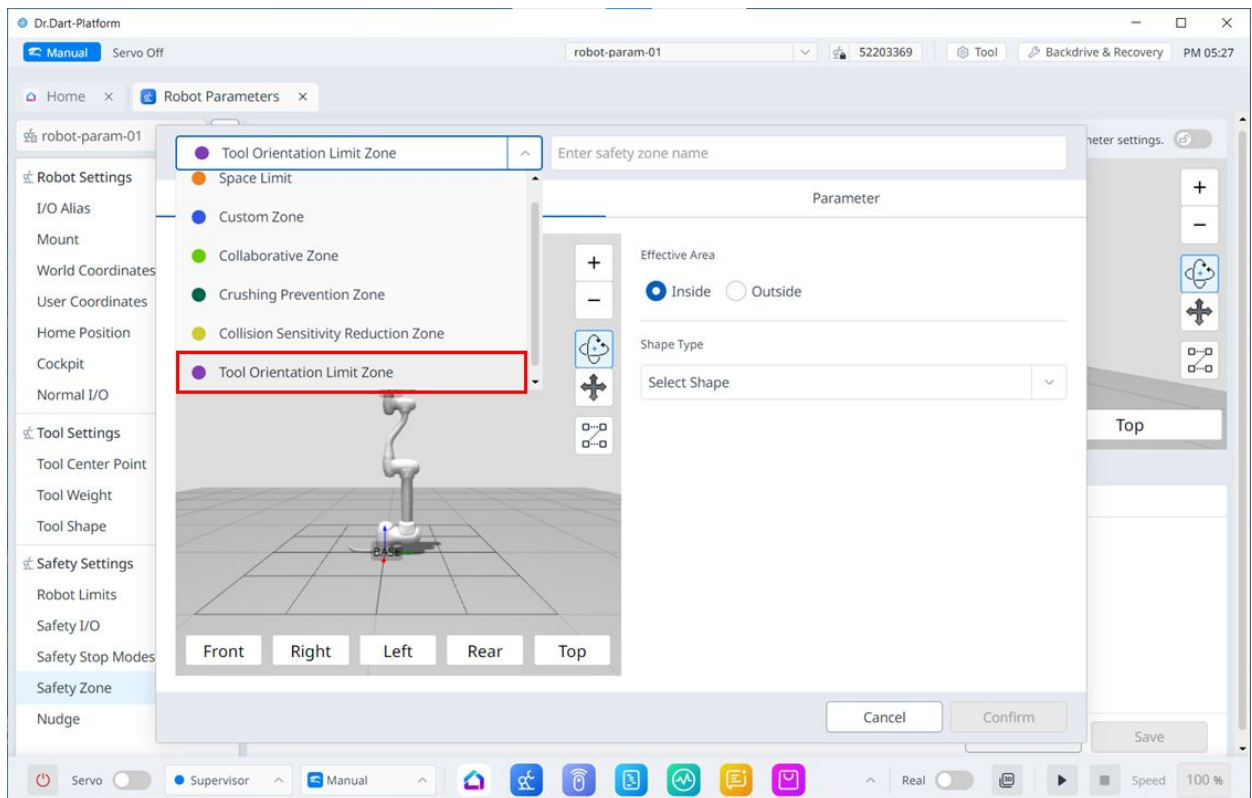 Dr.Dart-Platform
Manual Servo Off robot-param-01 52203369 Tool Backdrive & Recovery PM 05:27
Home Robot Parameters
robot-param-01
Robot Settings
I/O Alias
Mount
World Coordinates
User Coordinates
Home Position
Cockpit
Normal I/O
Tool Settings
Tool Center Point
Tool Weight
Tool Shape
Safety Settings
Robot Limits
Safety I/O
Safety Stop Modes
Safety Zone
Nudge
Tool Orientation Limit Zone
Enter safety zone name
meter settings.
Space Limit
Custom Zone
Collaborative Zone
Crushing Prevention Zone
Collision Sensitivity Reduction Zone
Tool Orientation Limit Zone
Parameter
Effective Area
Inside Outside
Shape Type
Select Shape
BASE
Front Right Left Rear Top
Top
Cancel Confirm
Save
Servo Supervisor Manual Real Speed 100 %